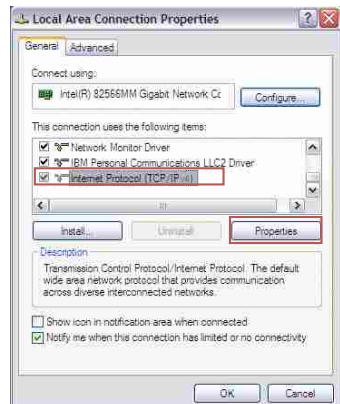 Local Area Connection Properties
General Advanced
Connect using:
Intel(R) 82566MM Gigabit Network Cc
Configure...
This connection uses the following items:
Network Monitor Driver
IBM Personal Communications LLC2 Driver
Internet Protocol (TCP/IP v4)
Install... Uninstall Properties
Description
Transmission Control Protocol/Internet Protocol. The default
wide area network protocol that provides communication
across diverse interconnected networks.
Show icon in notification area when connected
Notify me when this connection has limited or no connectivity
OK Cancel